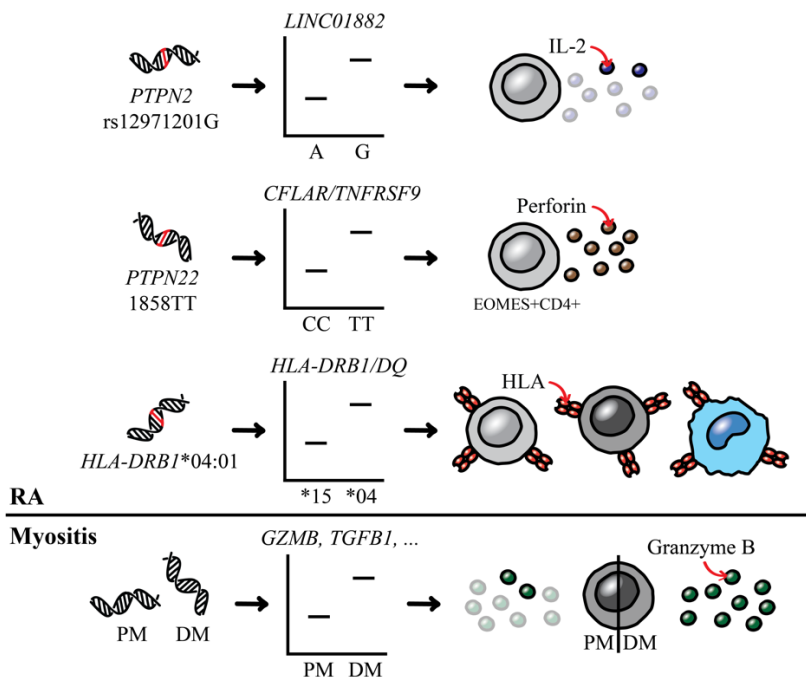 LINC01882
IL-2
PTPN2
rs12971201G
A G
CFLAR/TNFRSF9
Perforin
PTPN22
1858TT
CC TT
EOMES+CD4+
HLA-DRB1/DQ
HLA
HLA-DRB1*04:01
*15 *04
RA
Myositis
GZMB, TGFB1, ...
Granzyme B
PM DM
PM DM
PM DM